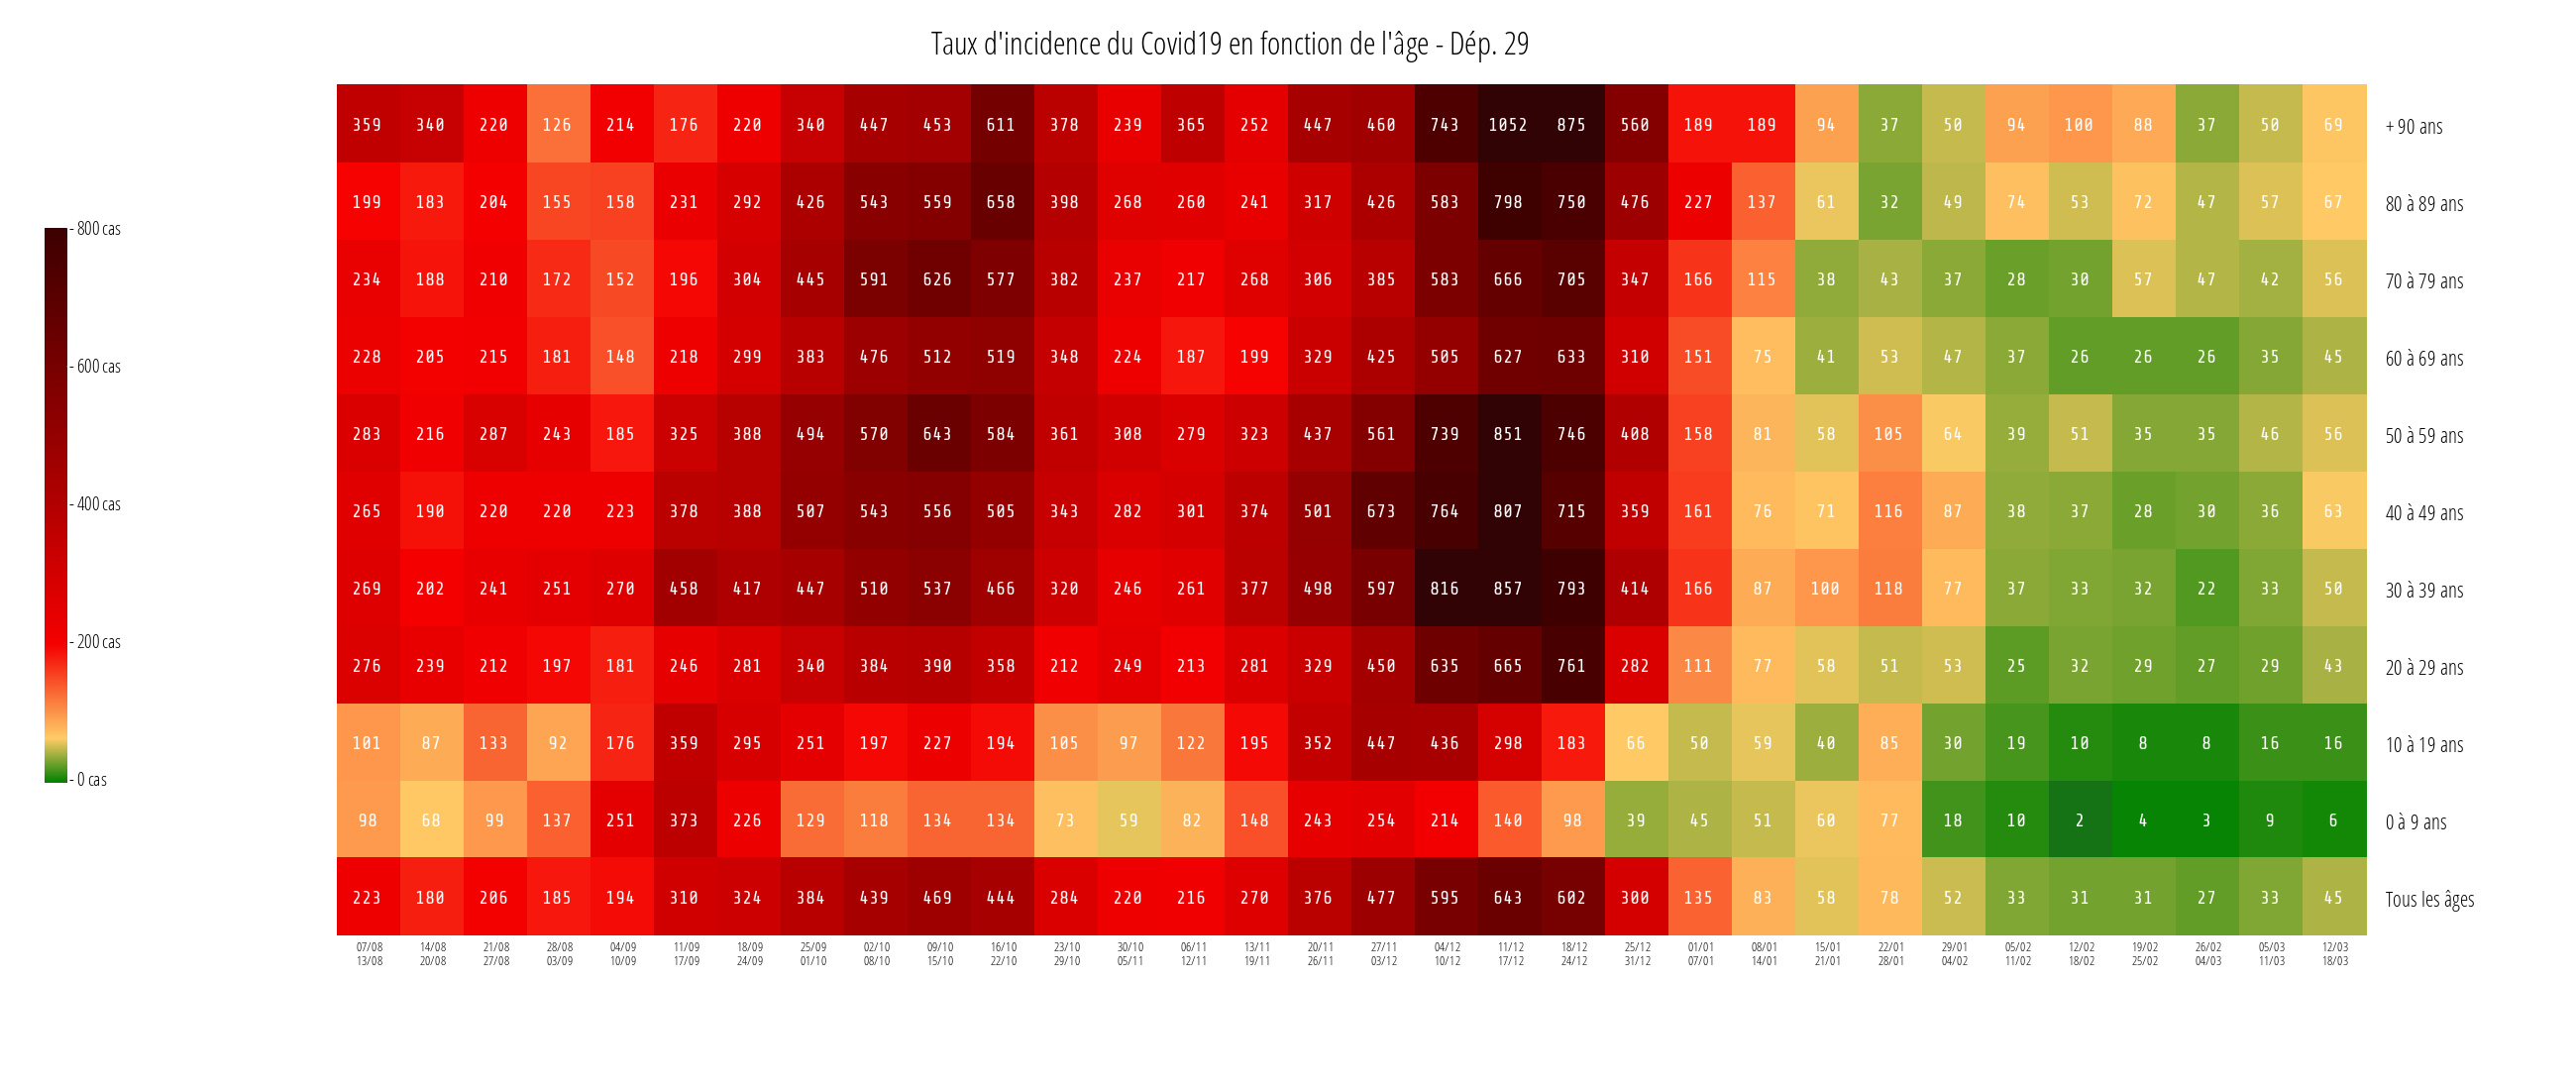 Taux d'incidence du Covid19 en fonction de l'âge - Dép. 29
- 800 cas
- 600 cas
- 400 cas
- 200 cas
- 0 cas
359 340 220 126 214 176 220 340 447 453 611 378 239 365 252 447 460 743 1052 875 560 189 189 94 37 50 94 100 88 37 50 69 + 90 ans
199 183 204 155 158 231 292 426 543 559 658 398 268 260 241 317 426 583 798 750 476 227 137 61 32 49 74 53 72 47 57 67 80 à 89 ans
234 188 210 172 152 196 304 445 591 626 577 382 237 217 268 306 385 583 666 705 347 166 115 38 43 37 28 30 57 47 42 56 70 à 79 ans
228 205 215 181 148 218 299 383 476 512 519 348 224 187 199 329 425 505 627 633 310 151 75 41 53 47 37 26 26 26 35 45 60 à 69 ans
283 216 287 243 185 325 388 494 570 643 584 361 308 279 323 437 561 739 851 746 408 158 81 58 105 64 39 51 35 35 46 56 50 à 59 ans
265 190 220 220 223 378 388 507 543 556 505 343 282 301 374 501 673 764 807 715 359 161 76 71 116 87 38 37 28 30 36 63 40 à 49 ans
269 202 241 251 270 458 417 447 510 537 466 320 246 261 377 498 597 816 857 793 414 166 87 100 118 77 37 33 32 22 33 50 30 à 39 ans
276 239 212 197 181 246 281 340 384 390 358 212 249 213 281 329 450 635 665 761 282 111 77 58 51 53 25 32 29 27 29 43 20 à 29 ans
101 87 133 92 176 359 295 251 197 227 194 105 97 122 195 352 447 436 298 183 66 50 59 40 85 30 19 10 8 8 16 16 10 à 19 ans
98 68 99 137 251 373 226 129 118 134 134 73 59 82 148 243 254 214 140 98 39 45 51 60 77 18 10 2 4 3 9 6 0 à 9 ans
223 180 206 185 194 310 324 384 439 469 444 284 220 216 270 376 477 595 643 602 300 135 83 58 78 52 33 31 31 27 33 45 Tous les âges
07/08 14/08 21/08 28/08 04/09 11/09 18/09 25/09 02/10 09/10 16/10 23/10 30/10 06/11 13/11 20/11 27/11 04/12 11/12 18/12 25/12 01/01 08/01 15/01 22/01 29/01 05/02 12/02 19/02 26/02 05/03 12/03
13/08 20/08 27/08 03/09 10/09 17/09 24/09 01/10 08/10 15/10 22/10 29/10 05/11 12/11 19/11 26/11 03/12 10/12 17/12 24/12 31/12 07/01 14/01 21/01 28/01 04/02 11/02 18/02 25/02 04/03 11/03 18/03